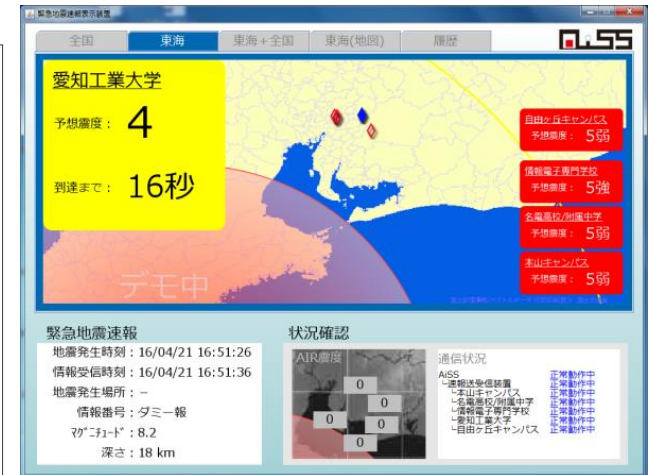 緊急地震速報表示装置
全国
東海
東海+全国
東海(地図)
履歴
AiSS
愛知工業大学
予想震度： 4
到達まで： 16秒
自由ヶ丘キャンパス
予想震度： 5弱
情報電子専門学校
予想震度： 5強
名電高校/附属中学
予想震度： 5弱
本山キャンパス
予想震度： 5弱
デモ中
緊急地震速報
地震発生時刻：16/04/21 16:51:26
情報受信時刻：16/04/21 16:51:36
地震発生場所：－
情報番号：ダミー報
ﾏｸﾞﾆﾁｭｰﾄﾞ：8.2
深さ：18 km
状況確認
AIR震度
0
0
0
0
0
通信状況
AiSS 正常動作中
└速報送受信装置 正常動作中
└本山キャンパス 正常動作中
└名電高校/附属中学 正常動作中
└情報電子専門学校 正常動作中
└愛知工業大学 正常動作中
└自由ヶ丘キャンパス 正常動作中